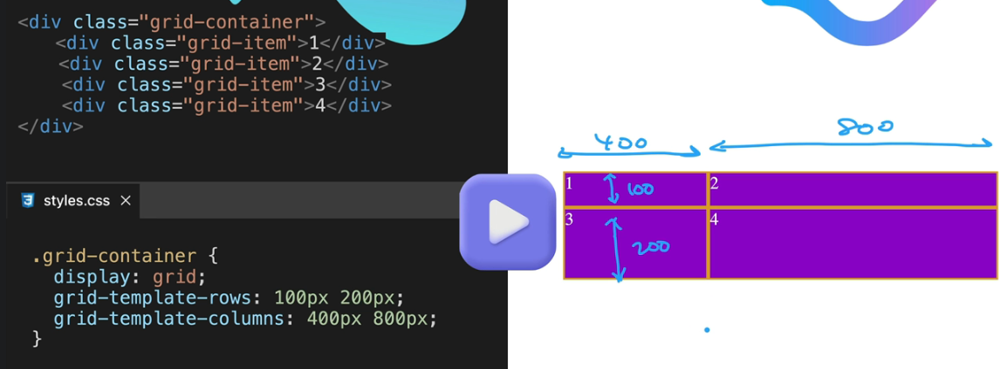 <div class="grid-container">
<div class="grid-item">1</div>
<div class="grid-item">2</div>
<div class="grid-item">3</div>
<div class="grid-item">4</div>
</div>
styles.css
.grid-container {
display: grid;
grid-template-rows: 100px 200px;
grid-template-columns: 400px 800px;
}
400
800
1
100
2
3
200
4